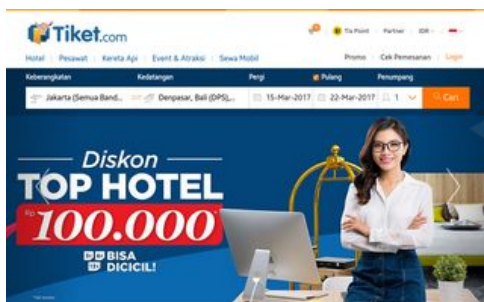 Tiket.com
Tix Point Partner IDR
Hotel Pesawat Kereta Api Event & Atraksi Sewa Mobil Promo Cek Pemesanan Login
Keberangkatan Kedatangan Pergi Pulang Penumpang
Jakarta (Semua Band... Denpasar, Bali (DPS),... 15-Mar-2017 22-Mar-2017 1 Cari
Diskon
TOP HOTEL
Rp 100.000*
BISA
DICICIL!